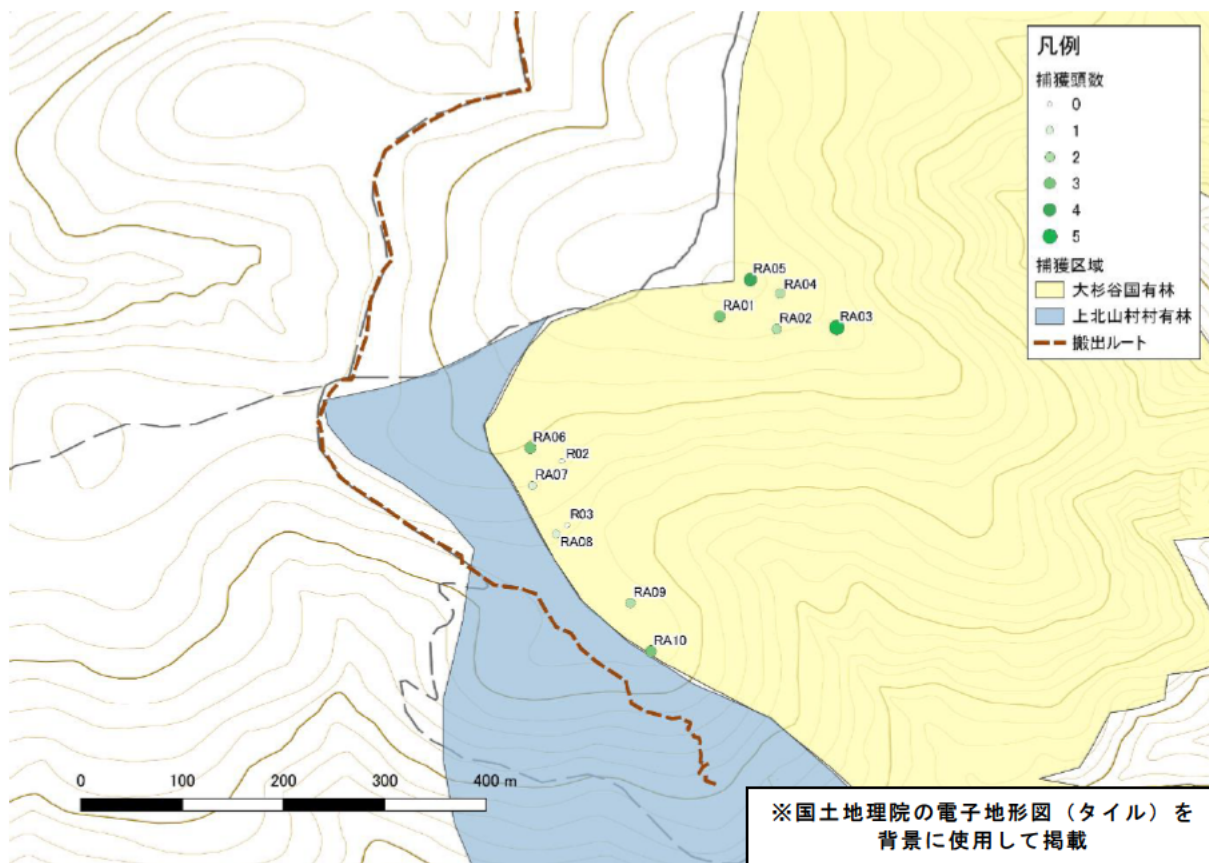 凡例
捕獲頭数
0
1
2
3
4
5
捕獲区域
大杉谷国有林
上北山村村有林
搬出ルート
RA05
RA04
RA01
RA02
RA03
RA06
R02
RA07
R03
RA08
RA09
RA10
0 100 200 300 400 m
※国土地理院の電子地形図（タイル）を
背景に使用して掲載